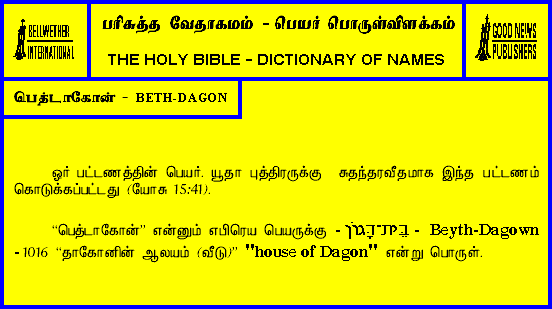 BELLWETHER
INTERNATIONAL
பரிசுத்த வேதாகமம் - பெயர் பொருள்விளக்கம்
THE HOLY BIBLE - DICTIONARY OF NAMES
GOOD NEWS
PUBLISHERS
பெத்டாகோன் - BETH-DAGON
ஓர் பட்டணத்தின் பெயர். யூதா புத்திரருக்கு சுதந்தரவீதமாக இந்த பட்டணம்
கொடுக்கப்பட்டது (யோசு 15:41).
“பெத்டாகோன்” என்னும் எபிரெய பெயருக்கு - בֵּית־דָּגוֹן - Beyth-Dagown
- 1016 “தாகோனின் ஆலயம் (வீடு)” "house of Dagon" என்று பொருள்.